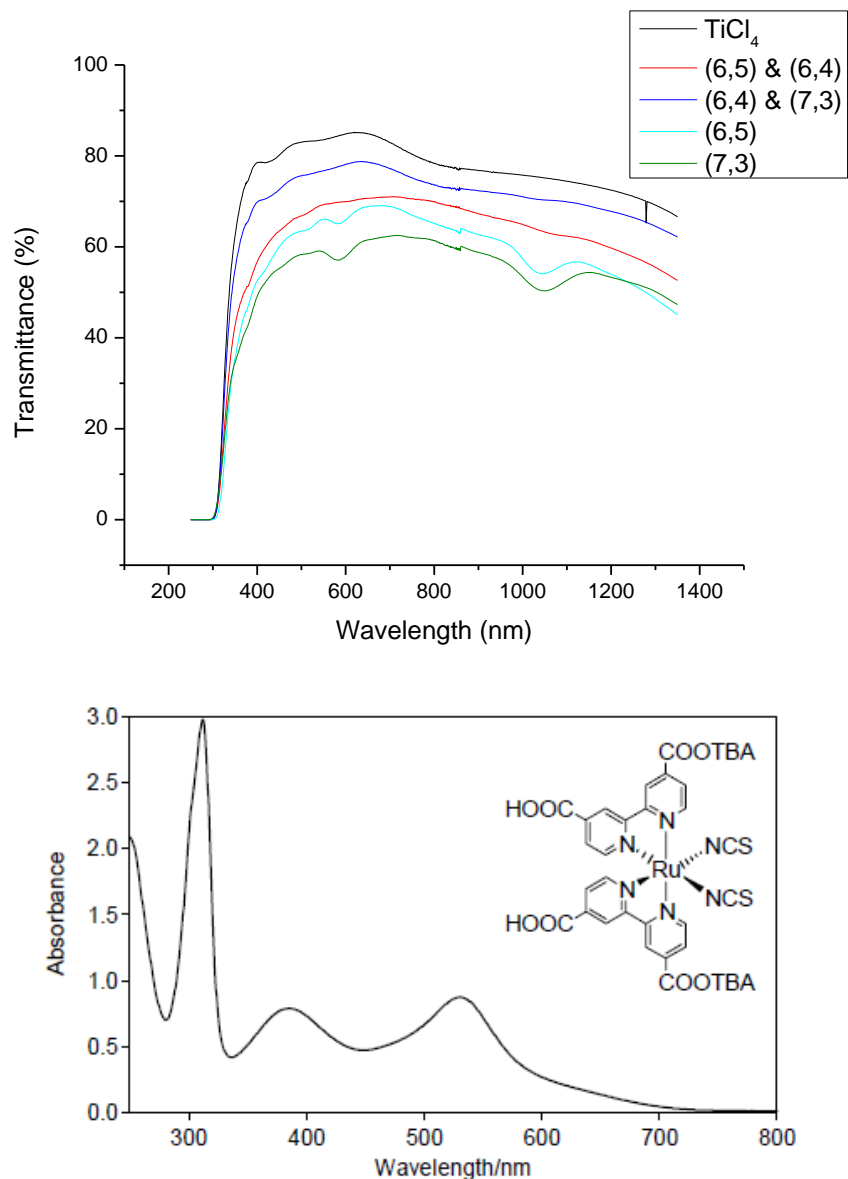 TiCl₄
(6,5) & (6,4)
(6,4) & (7,3)
(6,5)
(7,3)
100
80
60
40
20
0
Transmittance (%)
200 400 600 800 1000 1200 1400
Wavelength (nm)
3.0
2.5
2.0
1.5
1.0
0.5
0.0
Absorbance
COOTBA
HOOC
N
N
NCS
Ru
NCS
N
N
HOOC
COOTBA
300 400 500 600 700 800
Wavelength/nm